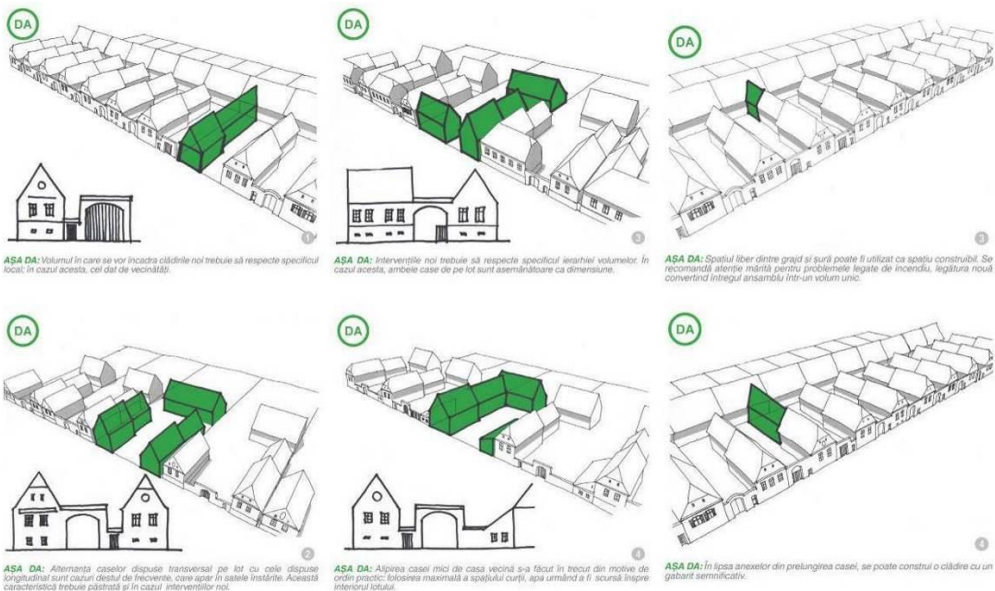 DA
AȘA DA: Volumul în care se vor încadra clădirile noi trebuie să respecte specificul
local; în cazul acesta, cel dat de vecinătăți.
1
DA
AȘA DA: Intervențiile noi trebuie să respecte specificul ierarhiei volumelor. În
cazul acesta, ambele case de pe lot sunt asemănătoare ca dimensiune.
3
DA
AȘA DA: Spațiul liber dintre grajd și șură poate fi utilizat ca spațiu construibil. Se
recomandă atenție mărită pentru problemele legate de incendiu, legătura nouă
convertind întregul ansamblu într-un volum unic.
3
DA
AȘA DA: Alternanța caselor dispuse transversal pe lot cu cele dispuse
longitudinal sunt cazuri destul de frecvente, care apar în satele înstărite. Această
caracteristică trebuie păstrată și în cazul intervențiilor noi.
2
DA
AȘA DA: Alipirea casei mici de casa vecină s-a făcut în trecut din motive de
ordin practic: folosirea maximală a spațiului curții, apa urmând a fi scursă înspre
interiorul lotului.
4
DA
AȘA DA: În lipsa anexelor din prelungirea casei, se poate construi o clădire cu un
gabarit semnificativ.
4